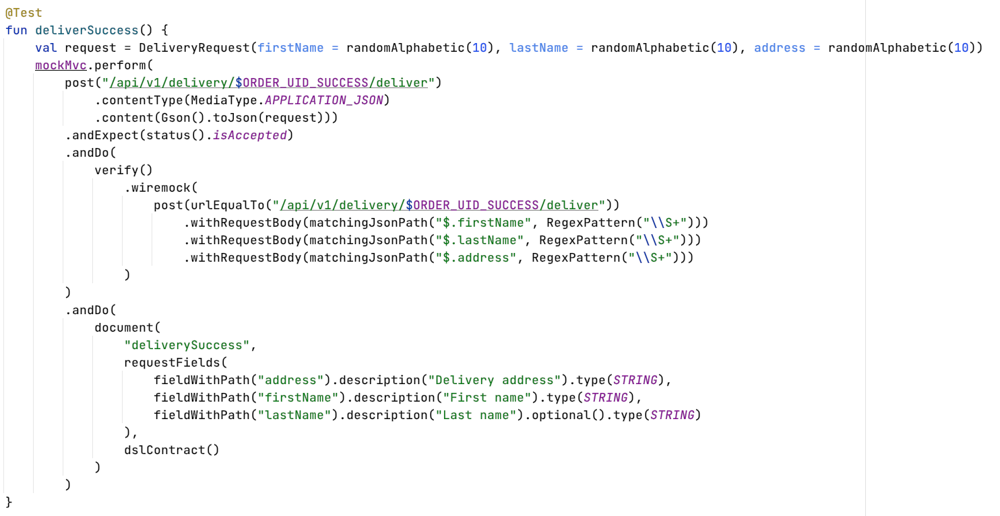 @Test
fun deliverSuccess() {
    val request = DeliveryRequest(firstName = randomAlphabetic(10), lastName = randomAlphabetic(10), address = randomAlphabetic(10))
    mockMvc.perform(
        post("/api/v1/delivery/$ORDER_UID_SUCCESS/deliver")
            .contentType(MediaType.APPLICATION_JSON)
            .content(Gson().toJson(request)))
        .andExpect(status().isAccepted)
        .andDo(
            verify()
                .wiremock(
                    post(urlEqualTo("/api/v1/delivery/$ORDER_UID_SUCCESS/deliver"))
                        .withRequestBody(matchingJsonPath("$.firstName", RegexPattern("\\S+")))
                        .withRequestBody(matchingJsonPath("$.lastName", RegexPattern("\\S+")))
                        .withRequestBody(matchingJsonPath("$.address", RegexPattern("\\S+")))
                )
        )
        .andDo(
            document(
                "deliverySuccess",
                requestFields(
                    fieldWithPath("address").description("Delivery address").type(STRING),
                    fieldWithPath("firstName").description("First name").type(STRING),
                    fieldWithPath("lastName").description("Last name").optional().type(STRING)
                ),
                dslContract()
            )
        )
}